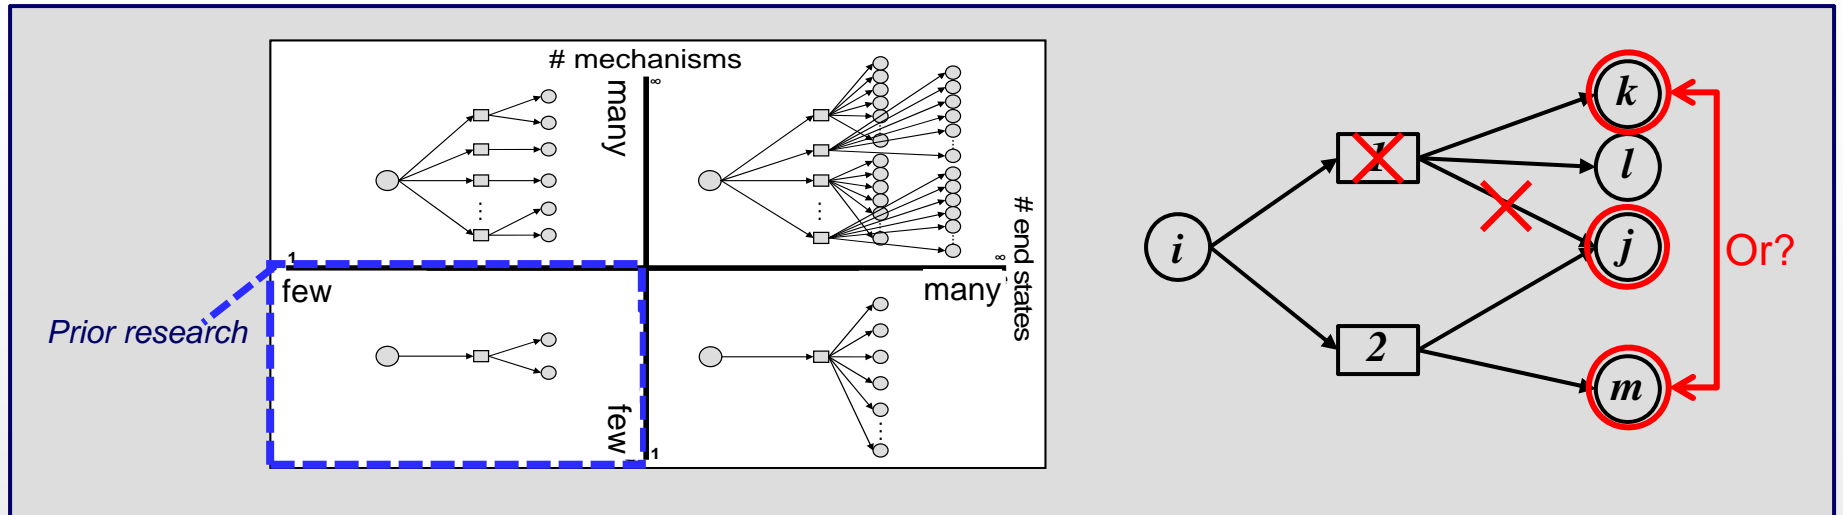 # mechanisms
∞
many
1
few
∞
many
# end states
Prior research
few
1
i
1
2
k
l
j
m
Or?